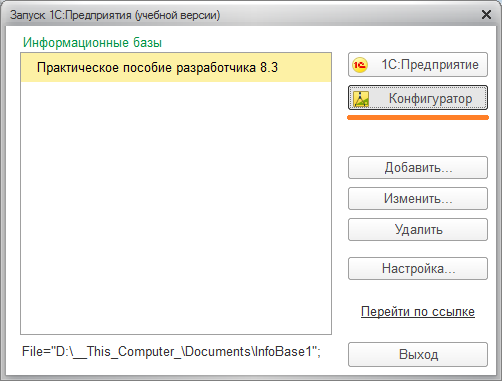 Запуск 1С:Предприятия (учебной версии)
Информационные базы
Практическое пособие разработчика 8.3
1С:Предприятие
Конфигуратор
Добавить...
Изменить...
Удалить
Настройка...
Перейти по ссылке
File="D:\__This_Computer_\Documents\InfoBase1";
Выход